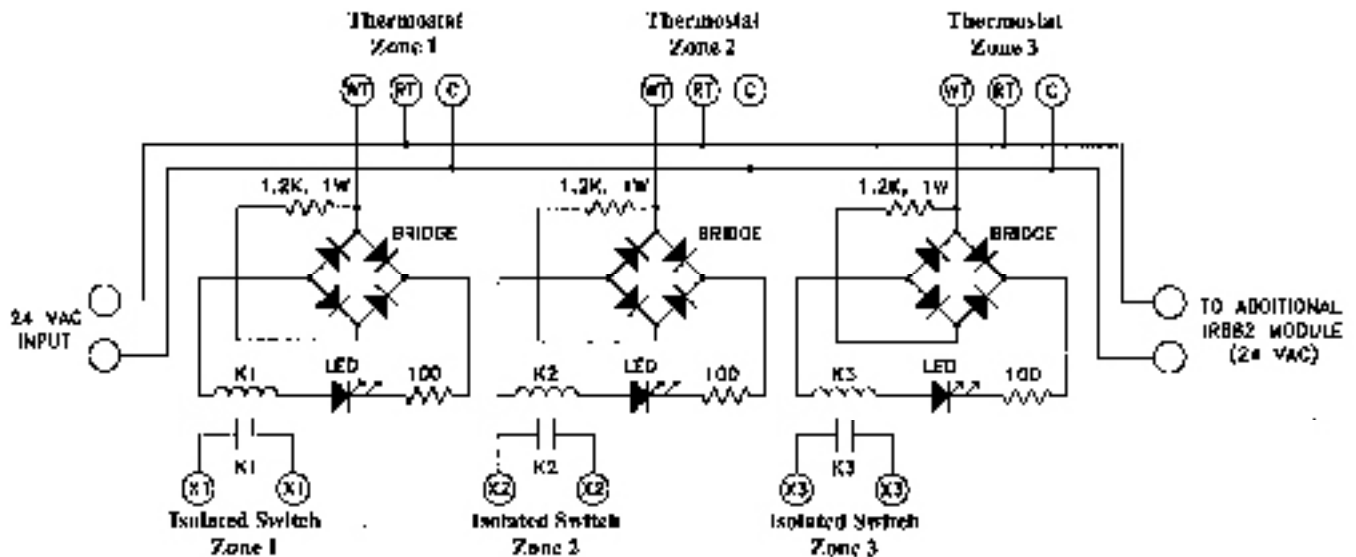 Thermostat
Zone 1
Thermostat
Zone 2
Thermostat
Zone 3
WT RT C
WT RT C
WT RT C
1.2K, 1W
1.2K, 1W
1.2K, 1W
BRIDGE
BRIDGE
BRIDGE
24 VAC
INPUT
TO ADDITIONAL
MODULE
(24 VAC)
K1 LED 100
K2 LED 100
K3 LED 100
K1
K2
K3
X1 X1
X2 X2
X3 X3
Isolated Switch
Zone 1
Isolated Switch
Zone 2
Isolated Switch
Zone 3